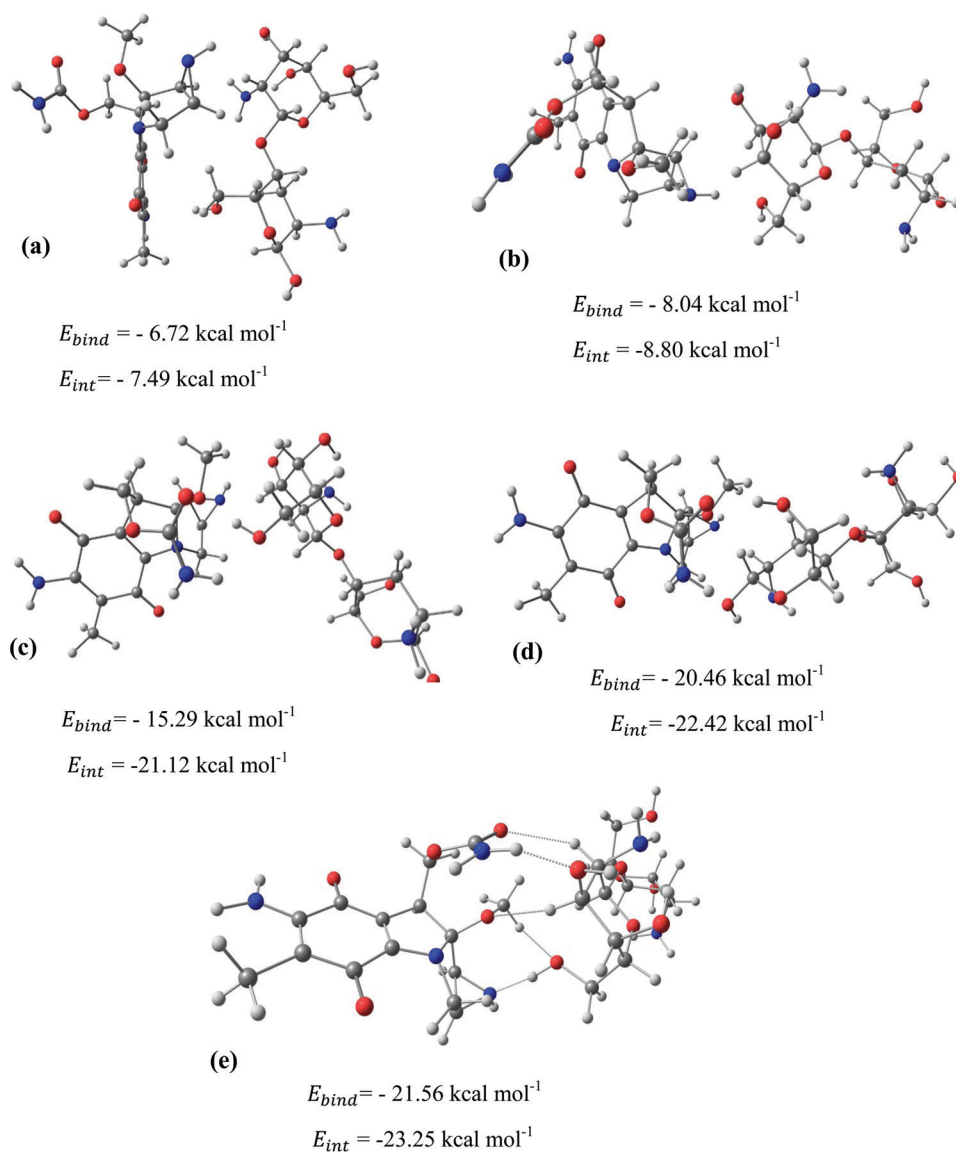 (a)
E_bind = - 6.72 kcal mol⁻¹
E_int= - 7.49 kcal mol⁻¹
(b)
E_bind = - 8.04 kcal mol⁻¹
E_int = -8.80 kcal mol⁻¹
(c)
E_bind= - 15.29 kcal mol⁻¹
E_int = -21.12 kcal mol⁻¹
(d)
E_bind= - 20.46 kcal mol⁻¹
E_int = -22.42 kcal mol⁻¹
(e)
E_bind= - 21.56 kcal mol⁻¹
E_int = -23.25 kcal mol⁻¹